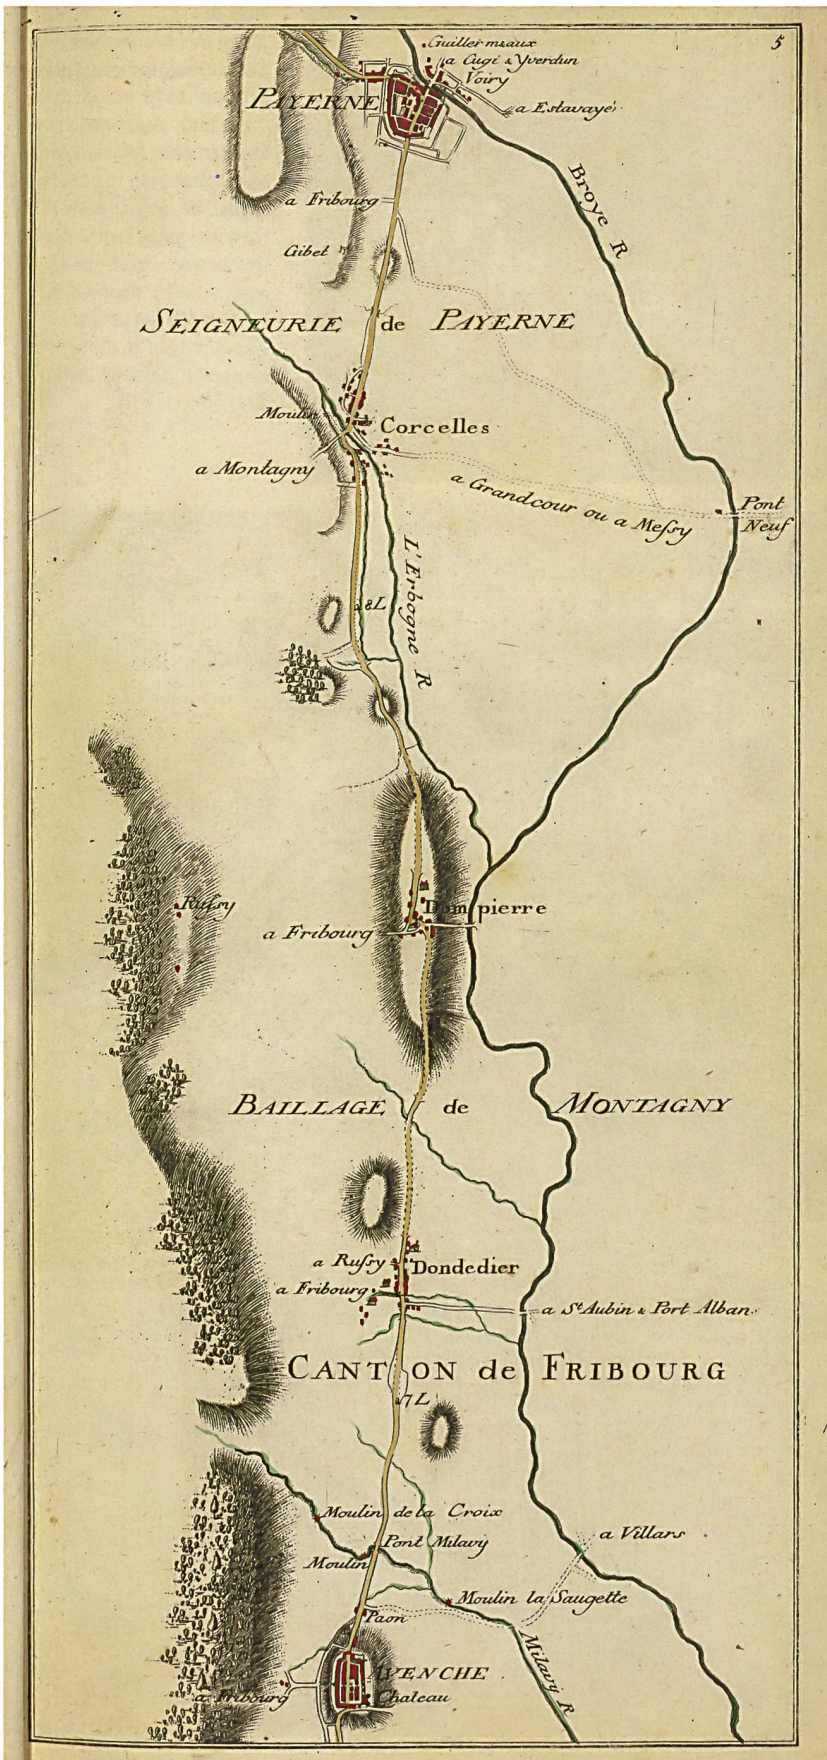 5
Guillermaux
a Cugi & Yverdun
Voiry
PAYERNE
a Estavayé
Broye R
a Fribourg
Gibet
SEIGNEURIE de PAYERNE
Moulin
Corcelles
a Montagny
a Grandcour ou a Meſsy
Pont
Neuf
L'Erbogne R
8L
Ruſsy
Dompierre
a Fribourg
BAILLAGE de MONTAGNY
a Ruſsy
Dondedier
a Fribourg
a St Aubin & Port Alban
CANTON de FRIBOURG
7L
Moulin de la Croix
a Villars
Pont Milavy
Moulin
Moulin la Saugette
Paon
Milavy R
AVENCHE
a Fribourg
Chateau